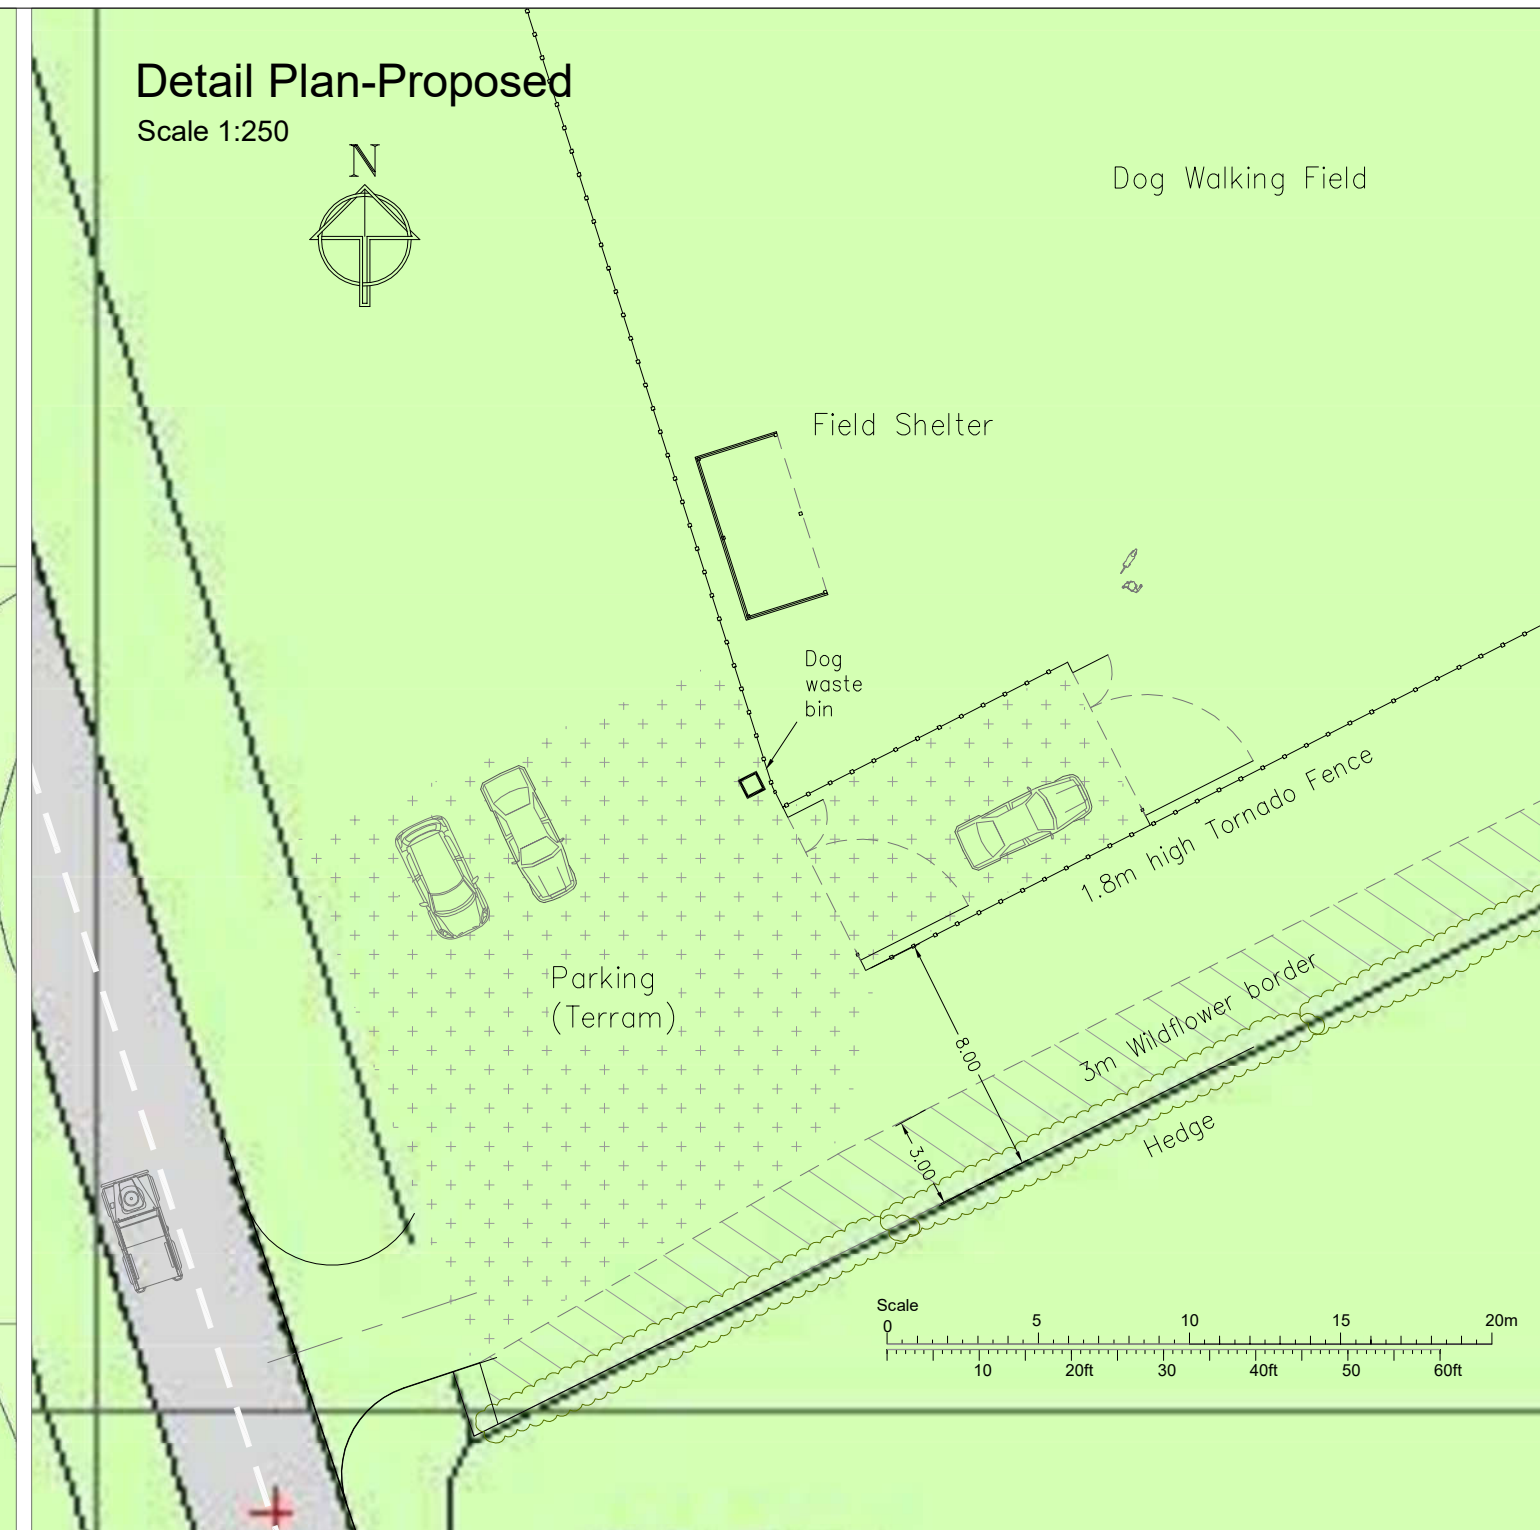 Detail Plan-Proposed
Scale 1:250
N
Dog Walking Field
Field Shelter
Dog
waste
bin
1.8m high Tornado Fence
Parking
(Terram)
8.00
3m Wildflower border
3.00
Hedge
Scale
0 5 10 15 20m
10 20ft 30 40ft 50 60ft